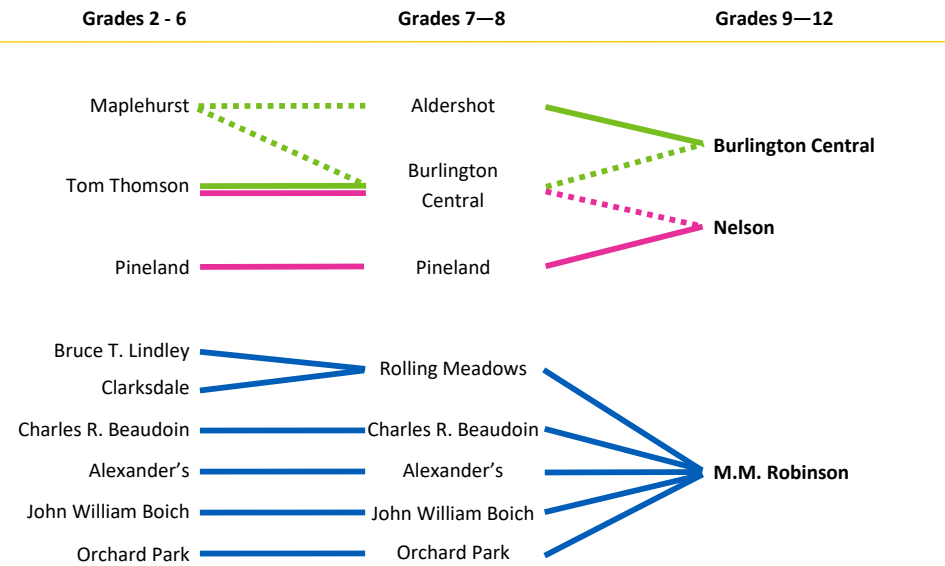 Grades 2 - 6 Grades 7—8 Grades 9—12
Maplehurst Aldershot
Burlington Central
Burlington
Central
Tom Thomson
Nelson
Pineland Pineland
Bruce T. Lindley
Rolling Meadows
Clarksdale
Charles R. Beaudoin Charles R. Beaudoin
Alexander’s Alexander’s M.M. Robinson
John William Boich John William Boich
Orchard Park Orchard Park